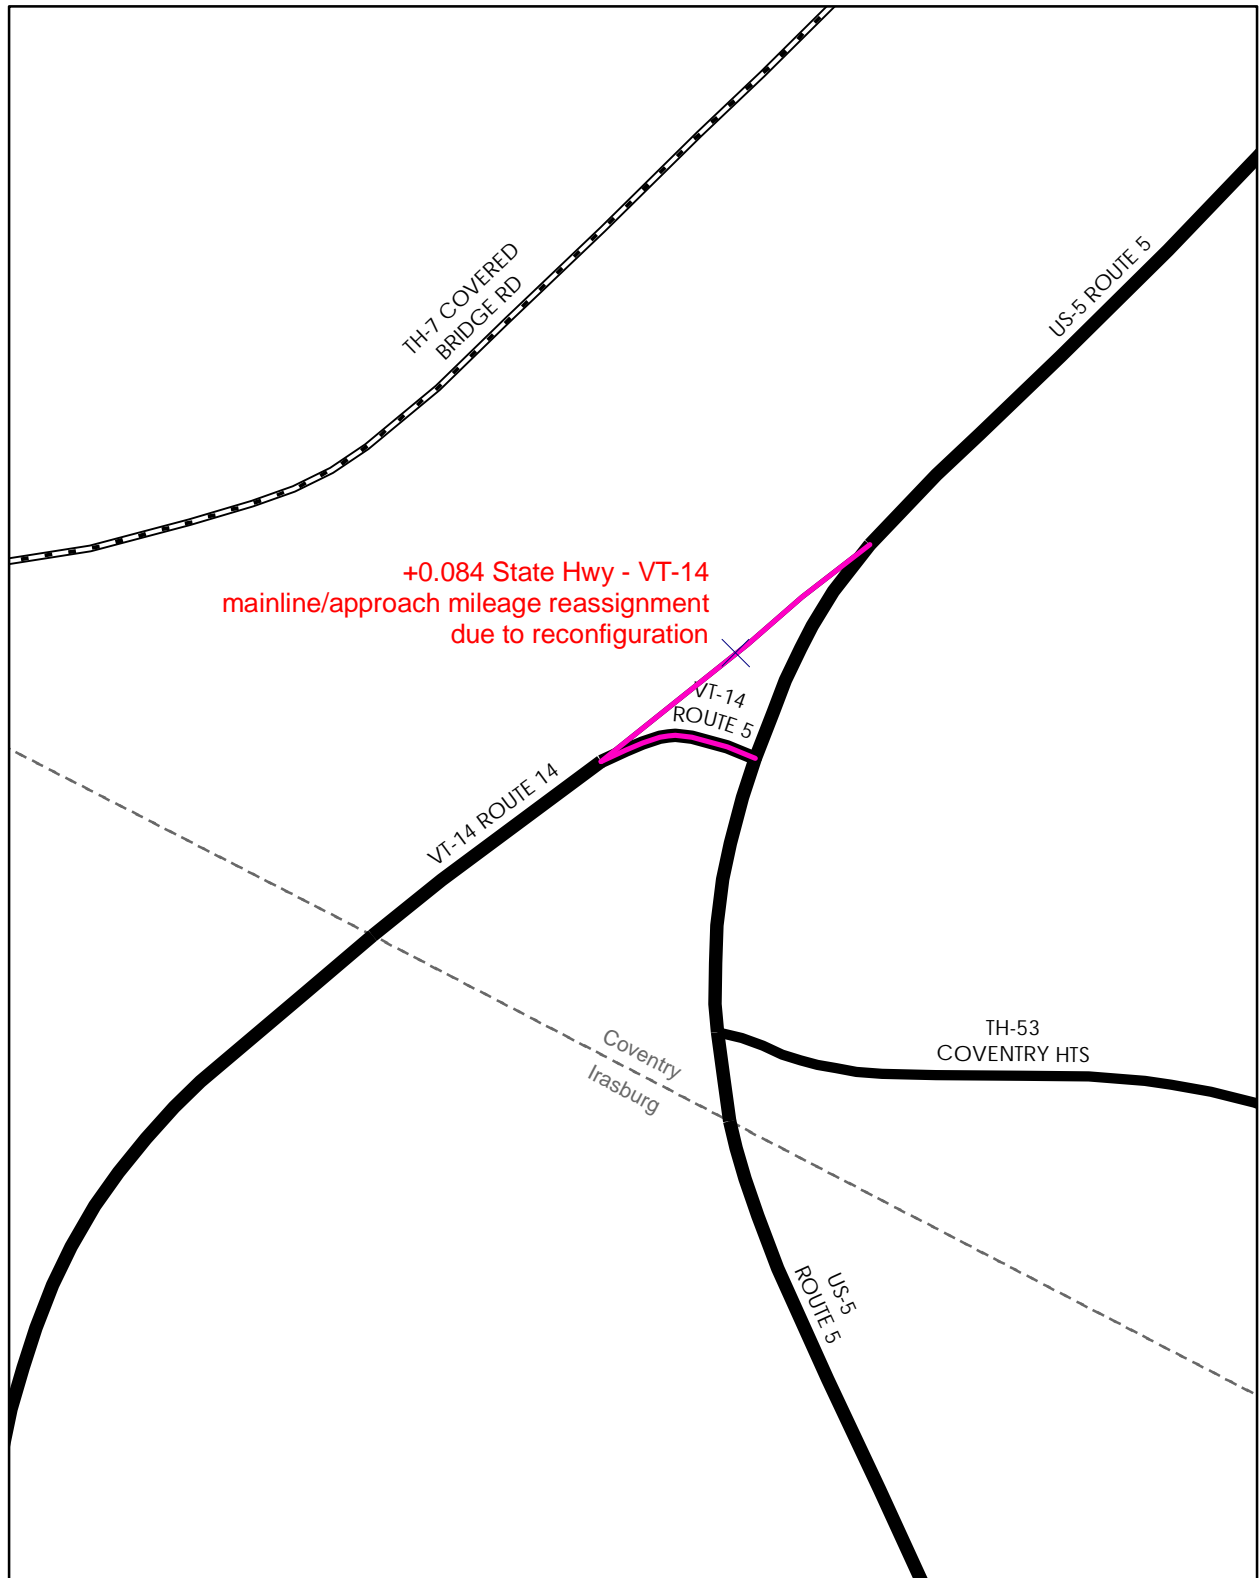 TH-7 COVERED
BRIDGE RD
US-5 ROUTE 5
+0.084 State Hwy - VT-14
mainline/approach mileage reassignment
due to reconfiguration
VT-14
ROUTE 5
VT-14 ROUTE 14
Coventry
Irasburg
TH-53
COVENTRY HTS
US-5
ROUTE 5